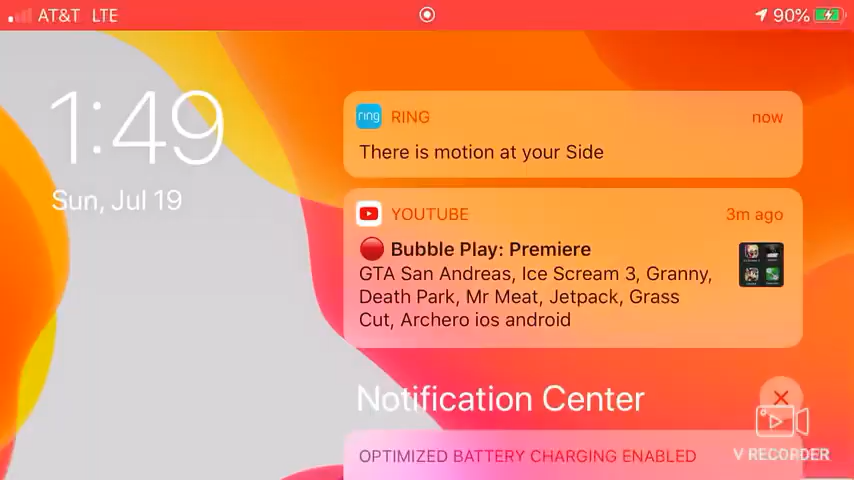 AT&T LTE
90%
1:49
Sun, Jul 19
ring RING now
There is motion at your Side
YOUTUBE 3m ago
Bubble Play: Premiere
GTA San Andreas, Ice Scream 3, Granny,
Death Park, Mr Meat, Jetpack, Grass
Cut, Archero ios android
Notification Center
OPTIMIZED BATTERY CHARGING ENABLED
V RECORDER